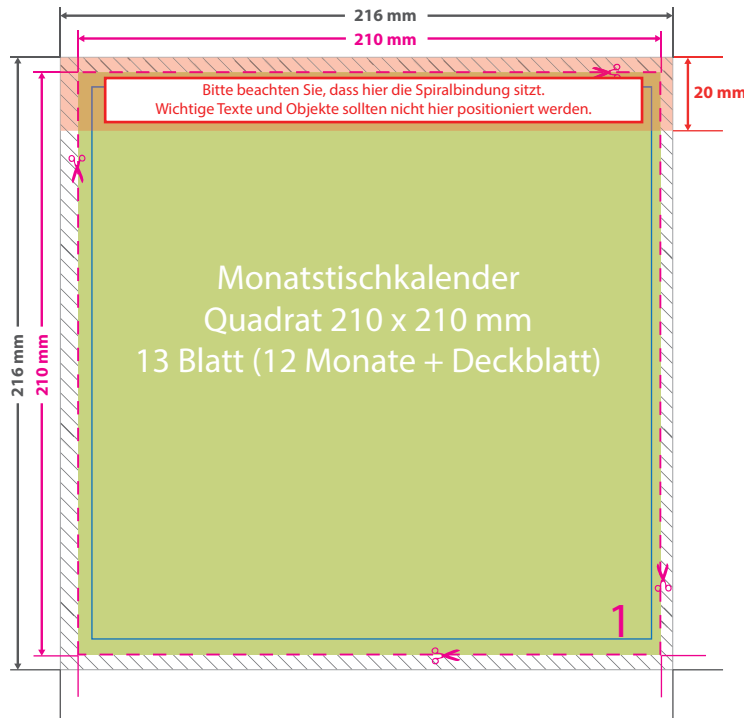 216 mm
210 mm
20 mm
Bitte beachten Sie, dass hier die Spiralbindung sitzt.
Wichtige Texte und Objekte sollten nicht hier positioniert werden.
Monatstischkalender
Quadrat 210 x 210 mm
13 Blatt (12 Monate + Deckblatt)
216 mm
210 mm
1